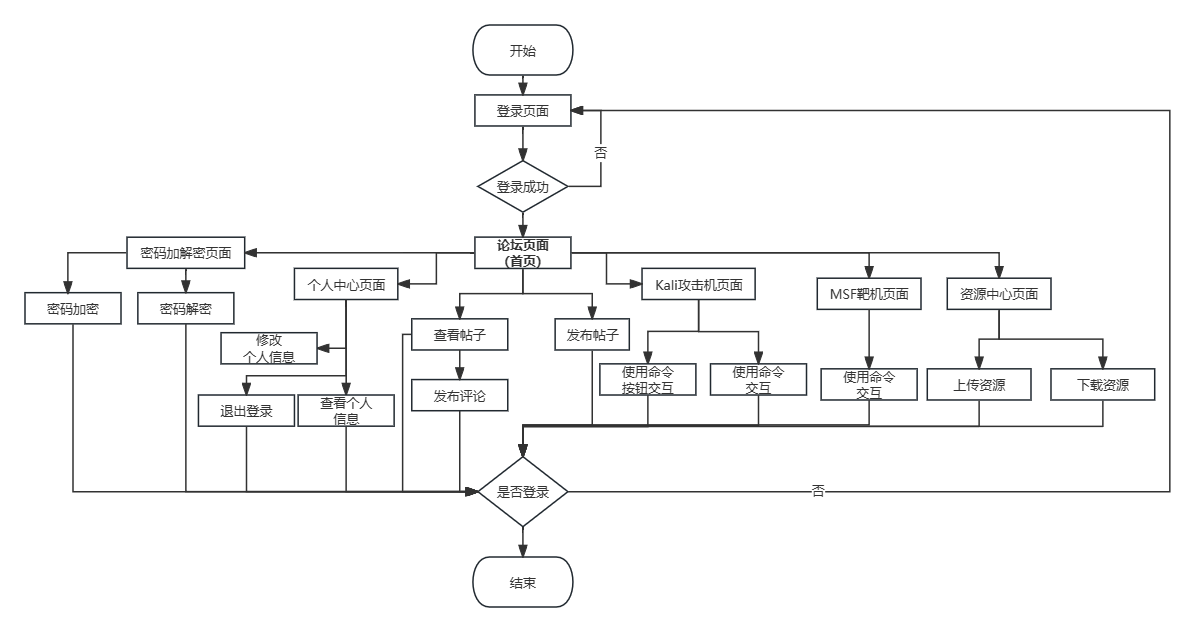 开始
登录页面
否
登录成功
论坛页面
（首页）
密码加解密页面
个人中心页面
Kali攻击机页面
MSF靶机页面
资源中心页面
密码加密
密码解密
查看帖子
发布帖子
修改
个人信息
使用命令
按钮交互
使用命令
交互
使用命令
交互
上传资源
下载资源
退出登录
查看个人
信息
发布评论
是否登录
否
结束